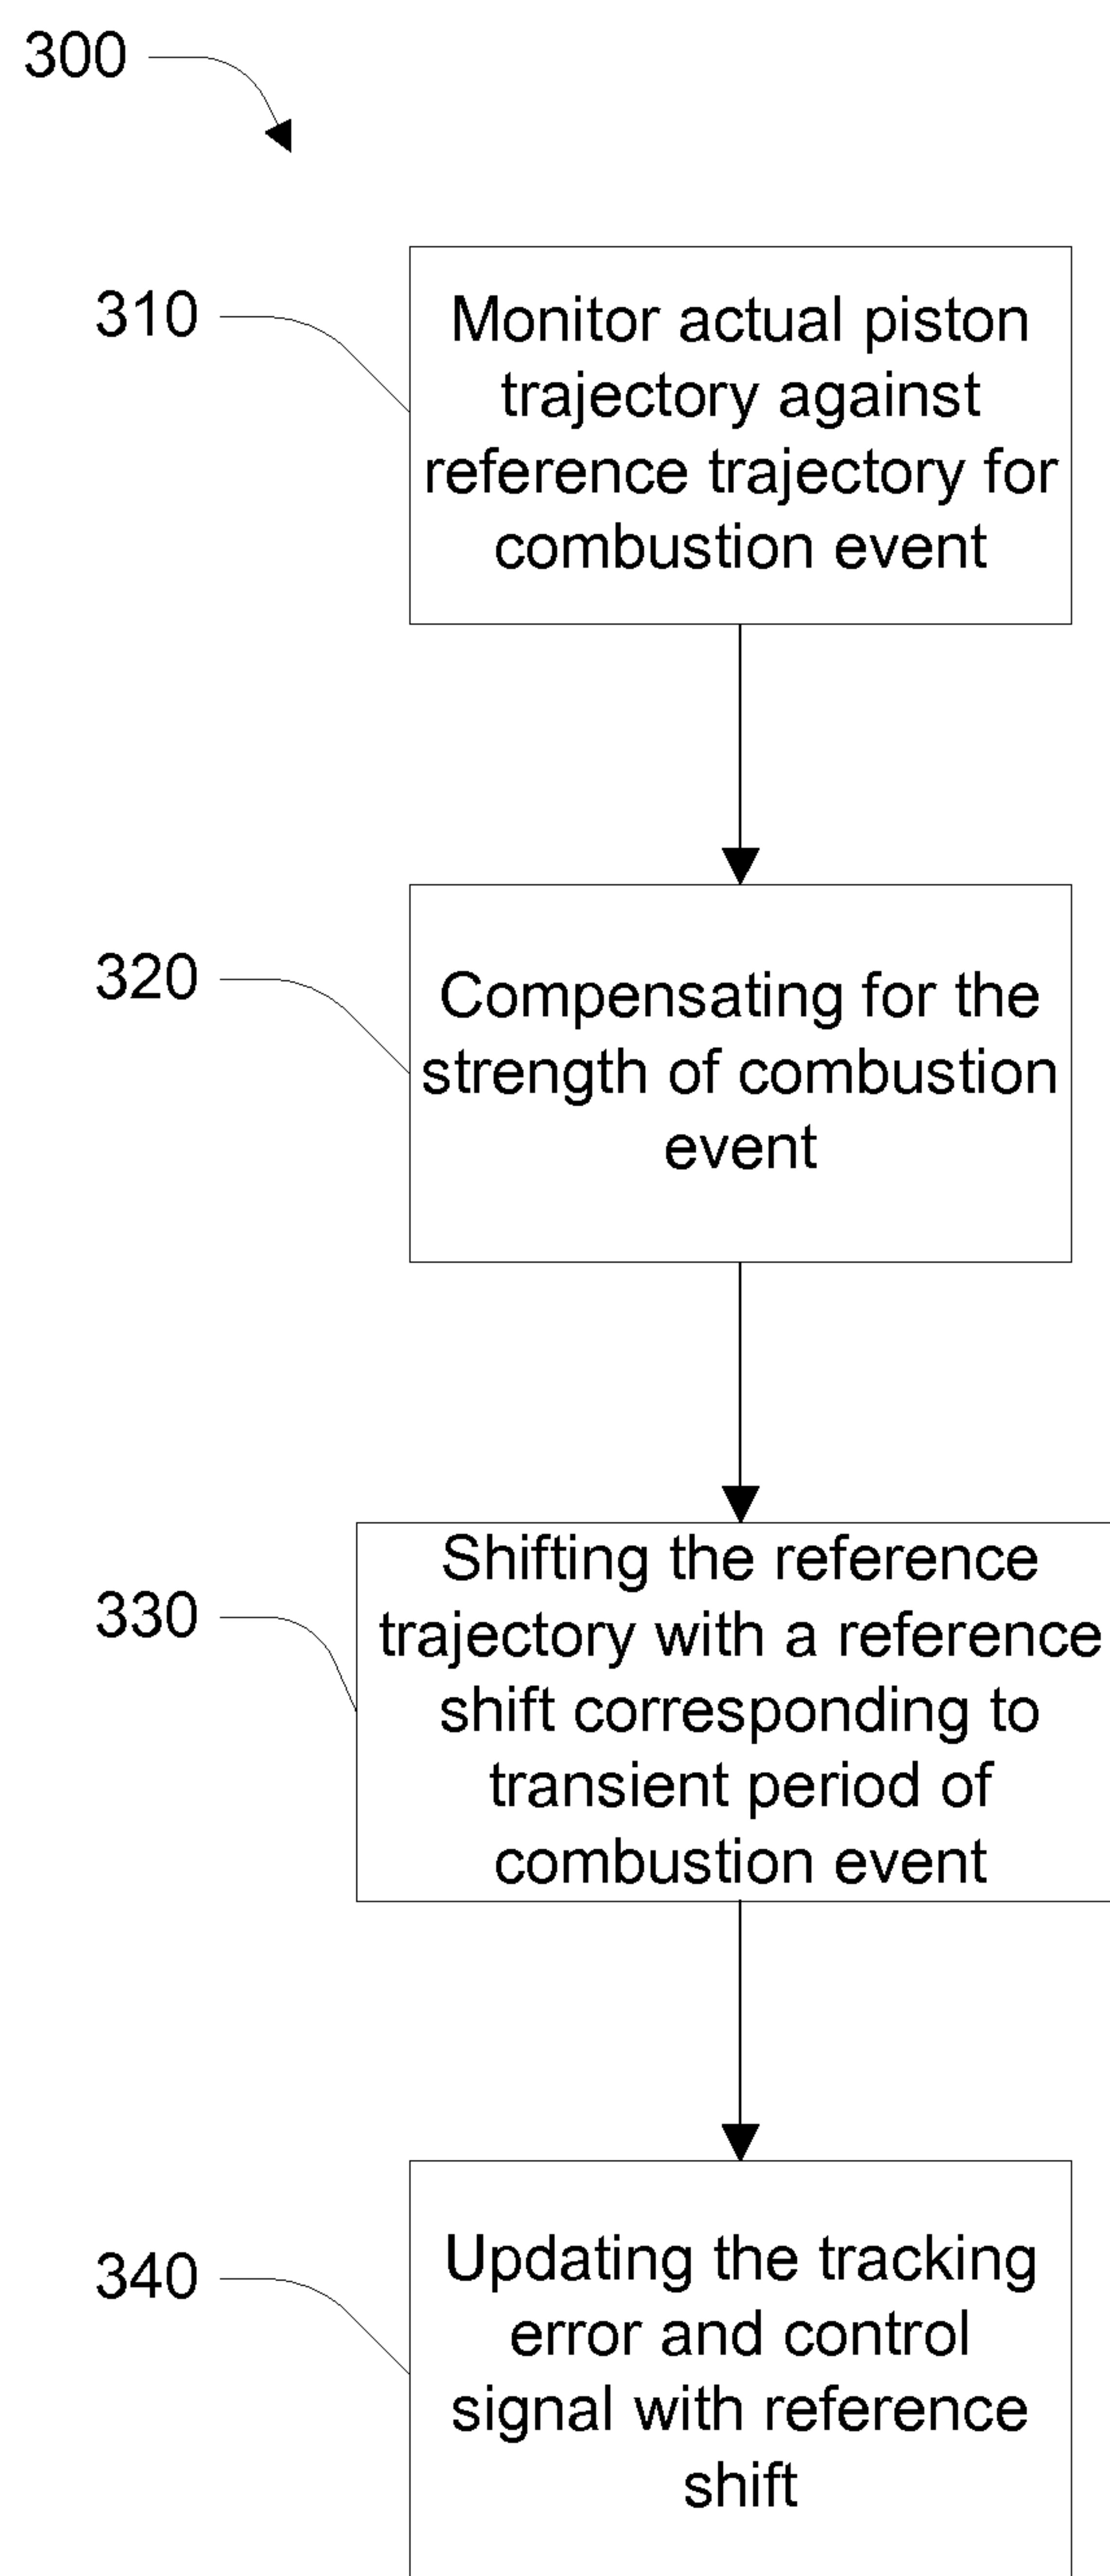 300
310
Monitor actual piston
trajectory against
reference trajectory for
combustion event
320
Compensating for the
strength of combustion
event
330
Shifting the reference
trajectory with a reference
shift corresponding to
transient period of
combustion event
340
Updating the tracking
error and control
signal with reference
shift